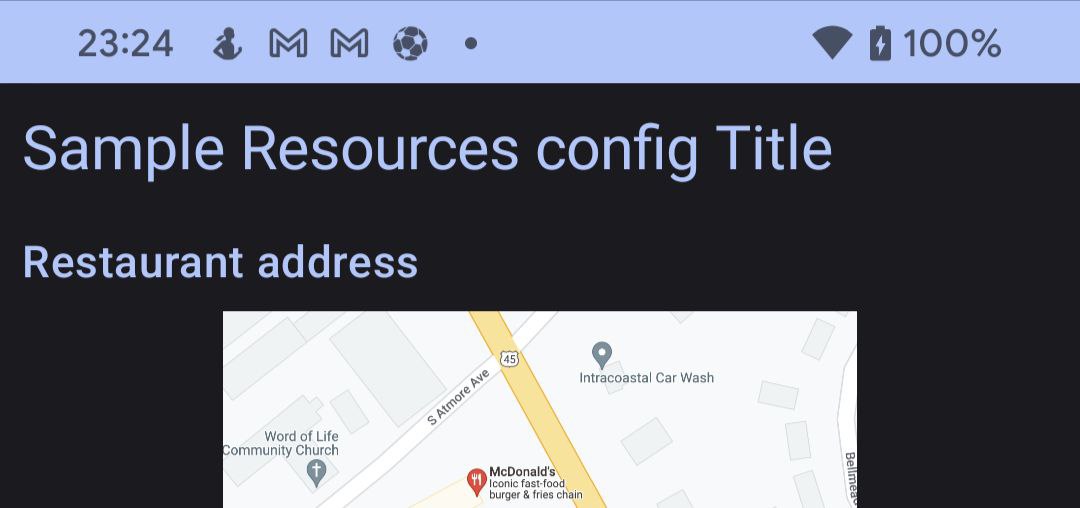 23:24
100%
Sample Resources config Title
Restaurant address
45
Intracoastal Car Wash
S Atmore Ave
Word of Life
Community Church
McDonald's
Iconic fast-food
burger & fries chain